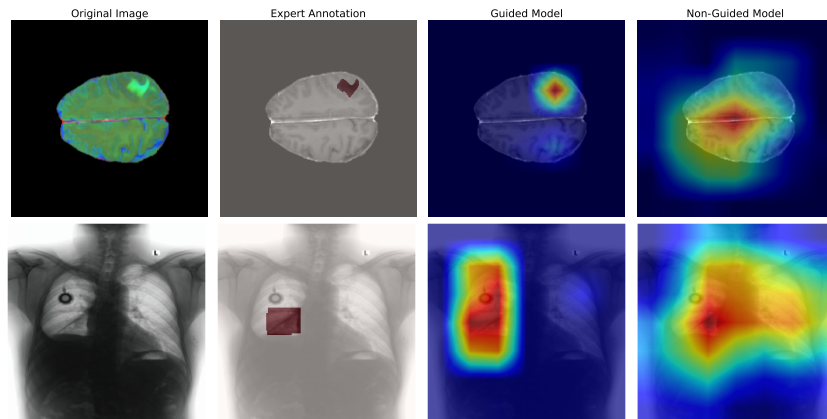 Original Image
Expert Annotation
Guided Model
Non-Guided Model
L
L
L